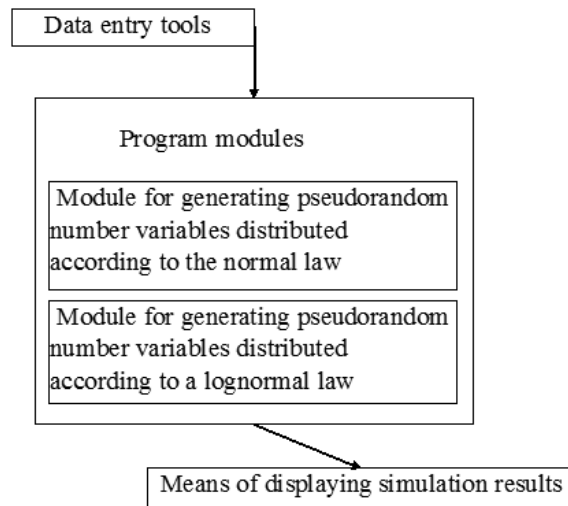 Data entry tools
Program modules
Module for generating pseudorandom
number variables distributed
according to the normal law
Module for generating pseudorandom
number variables distributed
according to a lognormal law
Means of displaying simulation results